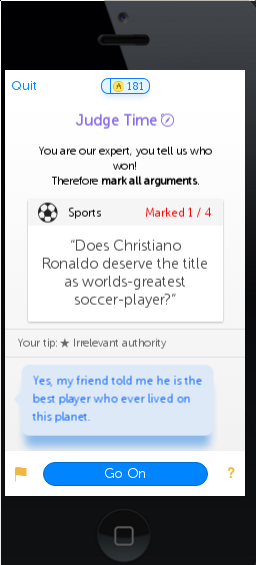 Quit
A 181
Judge Time
You are our expert, you tell us who
won!
Therefore mark all arguments.
Sports
Marked 1 / 4
"Does Christiano
Ronaldo deserve the title
as worlds-greatest
soccer-player?"
Your tip: ★ Irrelevant authority
Yes, my friend told me he is the
best player who ever lived on
this planet.
Go On
?